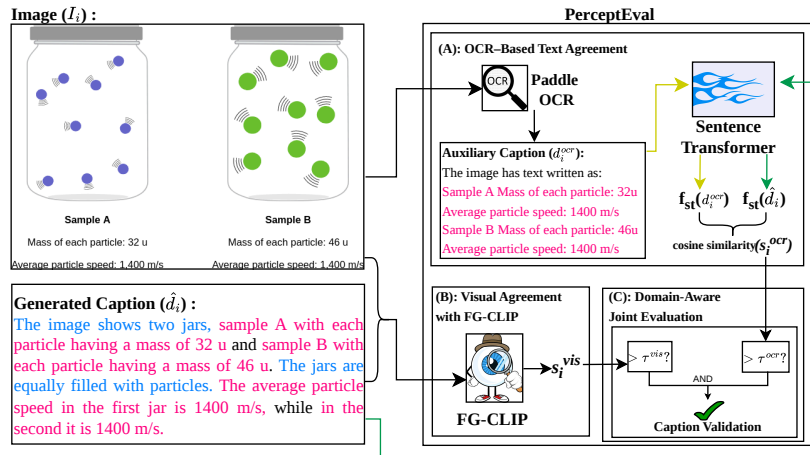 Image (I_i)
PerceptEval
Sample A
Mass of each particle: 32 u
Average particle speed: 1,400 m/s
Sample B
Mass of each particle: 46 u
Average particle speed: 1,400 m/s
Generated Caption (d̂_i) :
The image shows two jars, sample A with each
particle having a mass of 32 u and sample B with
each particle having a mass of 46 u. The jars are
equally filled with particles. The average particle
speed in the first jar is 1400 m/s, while in the
second it is 1400 m/s.
(A): OCR–Based Text Agreement
OCR
Paddle
OCR
Auxiliary Caption (d_i^{ocr}):
The image has text written as:
Sample A Mass of each particle: 32u
Average particle speed: 1400 m/s
Sample B Mass of each particle: 46u
Average particle speed: 1400 m/s
Sentence
Transformer
f_st(d_i^{ocr}) f_st(d̂_i)
cosine similarity(s_i^{ocr})
(B): Visual Agreement
with FG-CLIP
FG-CLIP
s_i^{vis}
(C): Domain-Aware
Joint Evaluation
> τ^{vis}?
> τ^{ocr}?
AND
Caption Validation